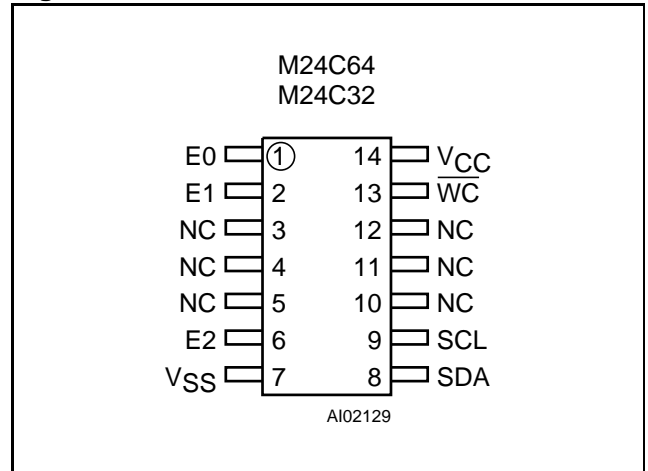 M24C64
M24C32
E0 1 14 VCC
E1 2 13 W̅C̅
NC 3 12 NC
NC 4 11 NC
NC 5 10 NC
E2 6 9 SCL
VSS 7 8 SDA
AI02129